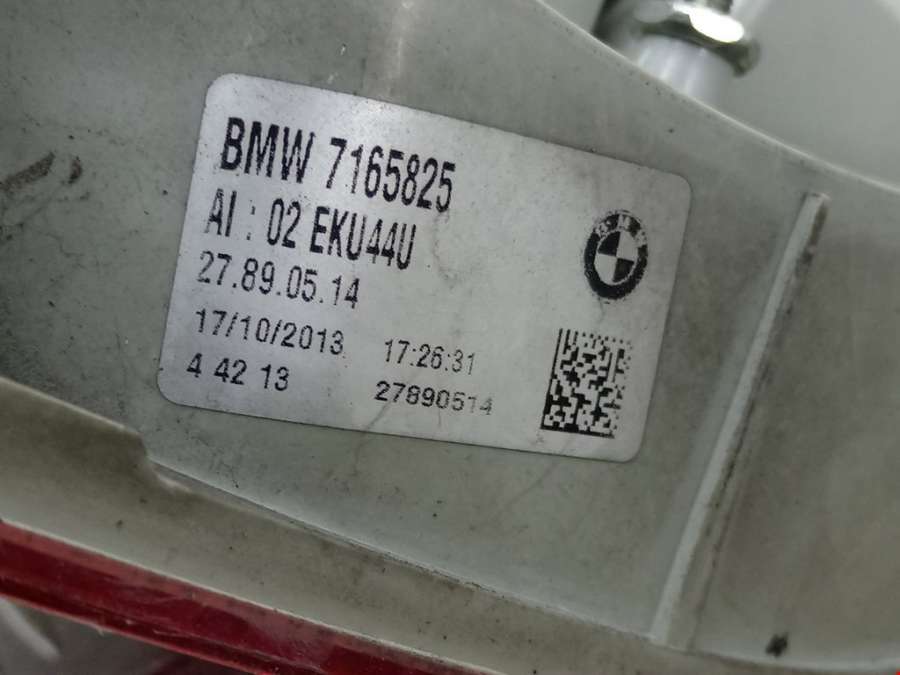 BMW 7165825
AI : 02 EKU44U
27.89.05.14
17/10/2013 17:26:31
4 42 13 27890514
BMW